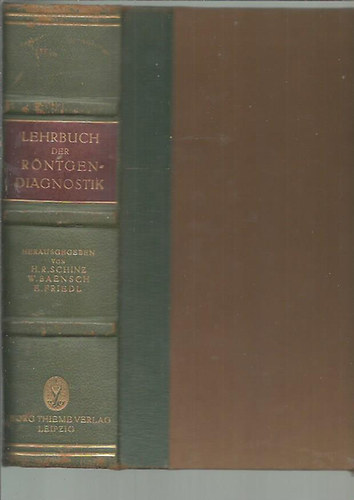 LEHRBUCH
DER
RÖNTGEN-
DIAGNOSTIK
HERAUSGEGEBEN
VON
H.R.SCHINZ
W.BAENSCH
E.FRIEDL
GEORG THIEME VERLAG
LEIPZIG